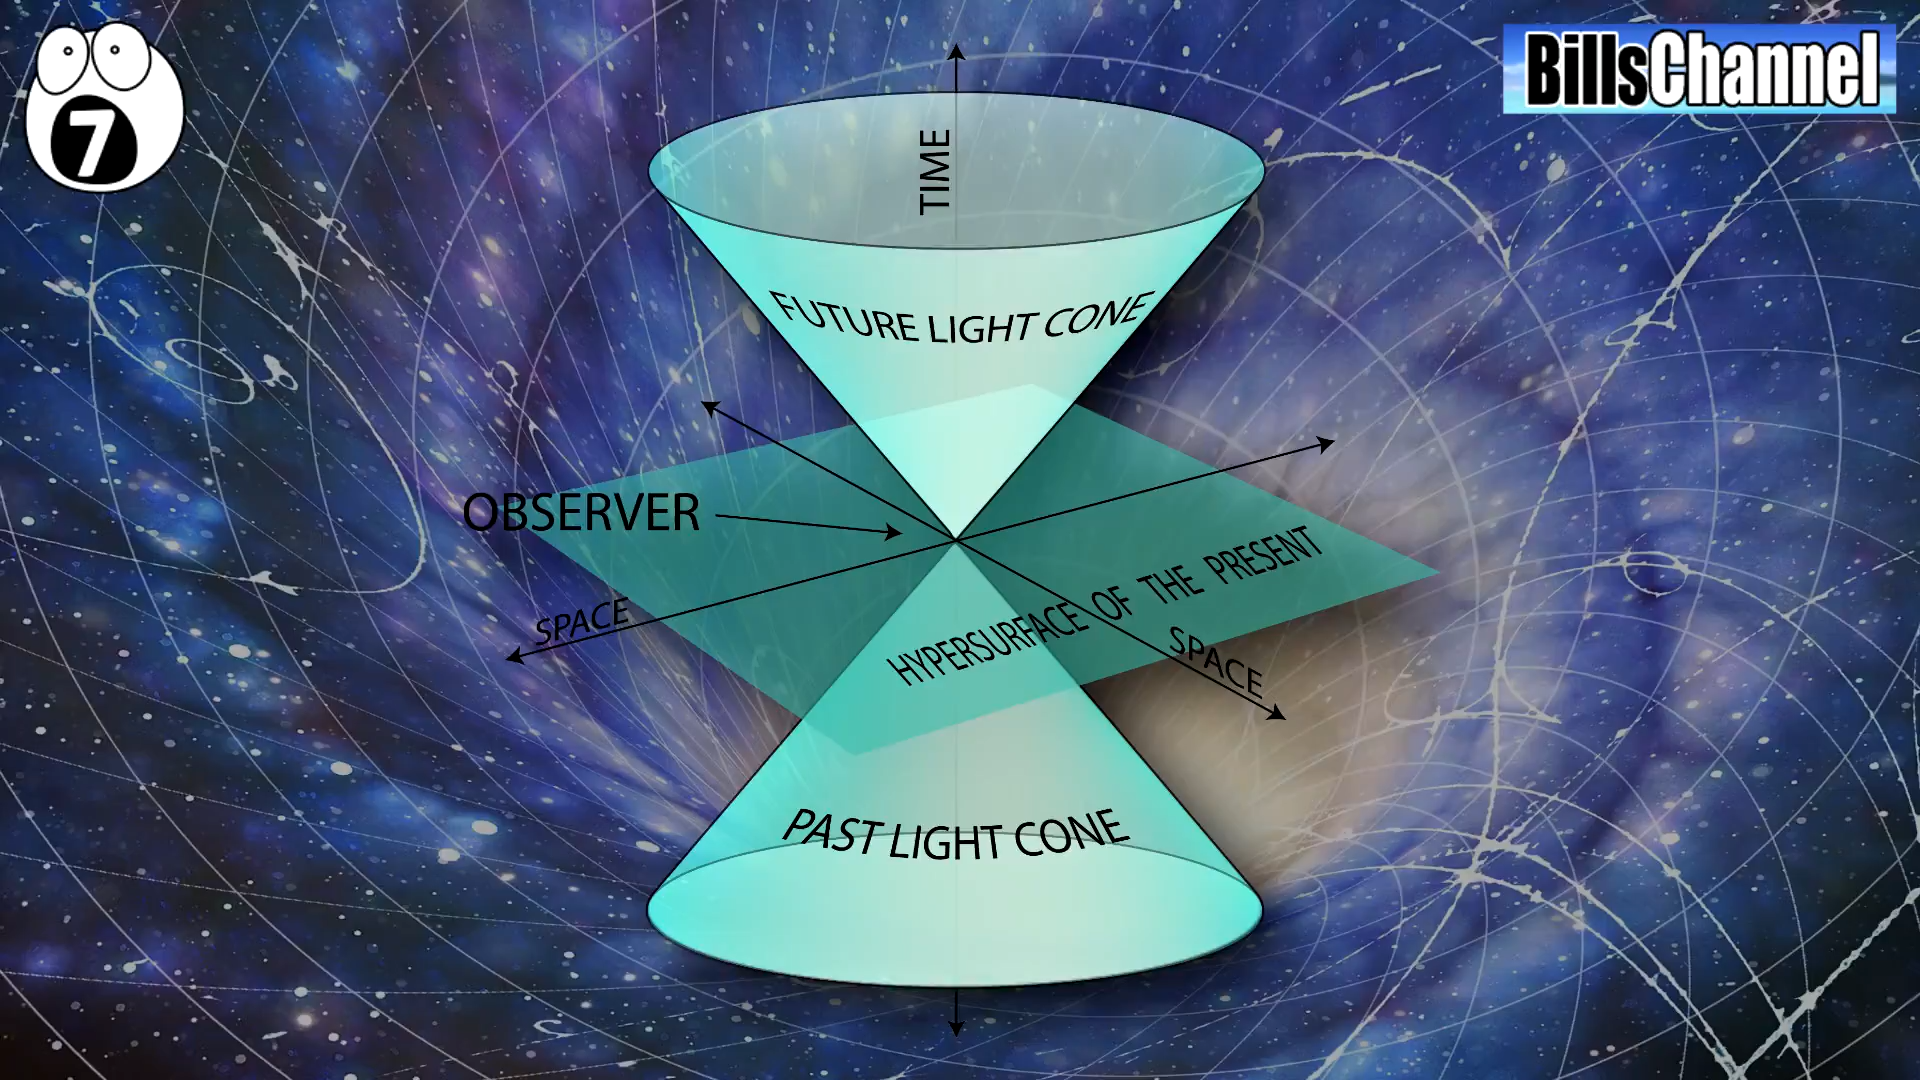 7
BillsChannel
TIME
FUTURE LIGHT CONE
OBSERVER
SPACE
HYPERSURFACE OF THE PRESENT
SPACE
PAST LIGHT CONE